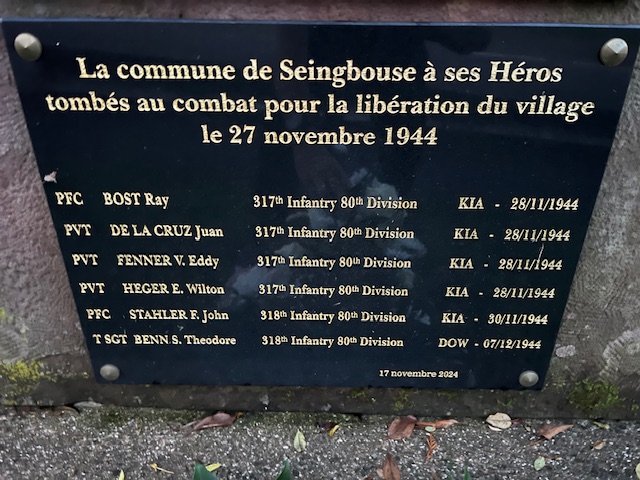 La commune de Seingbouse à ses Héros
tombés au combat pour la libération du village
le 27 novembre 1944
PFC BOST Ray 317th Infantry 80th Division KIA - 28/11/1944
PVT DE LA CRUZ Juan 317th Infantry 80th Division KIA - 28/11/1944
PVT FENNER V. Eddy 317th Infantry 80th Division KIA - 28/11/1944
PVT HEGER E. Wilton 317th Infantry 80th Division KIA - 28/11/1944
PFC STAHLER F. John 318th Infantry 80th Division KIA - 30/11/1944
T SGT BENN S. Theodore 318th Infantry 80th Division DOW - 07/12/1944
17 novembre 2024